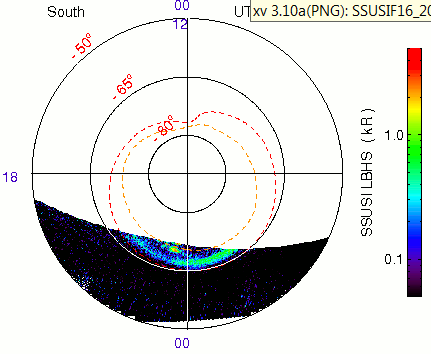 South
00
12
UT
xv 3.10a(PNG): SSUSIF16_20
- 50°
- 65°
- 80°
18
1.0
0.1
SSUSI LBHS (kR)
00